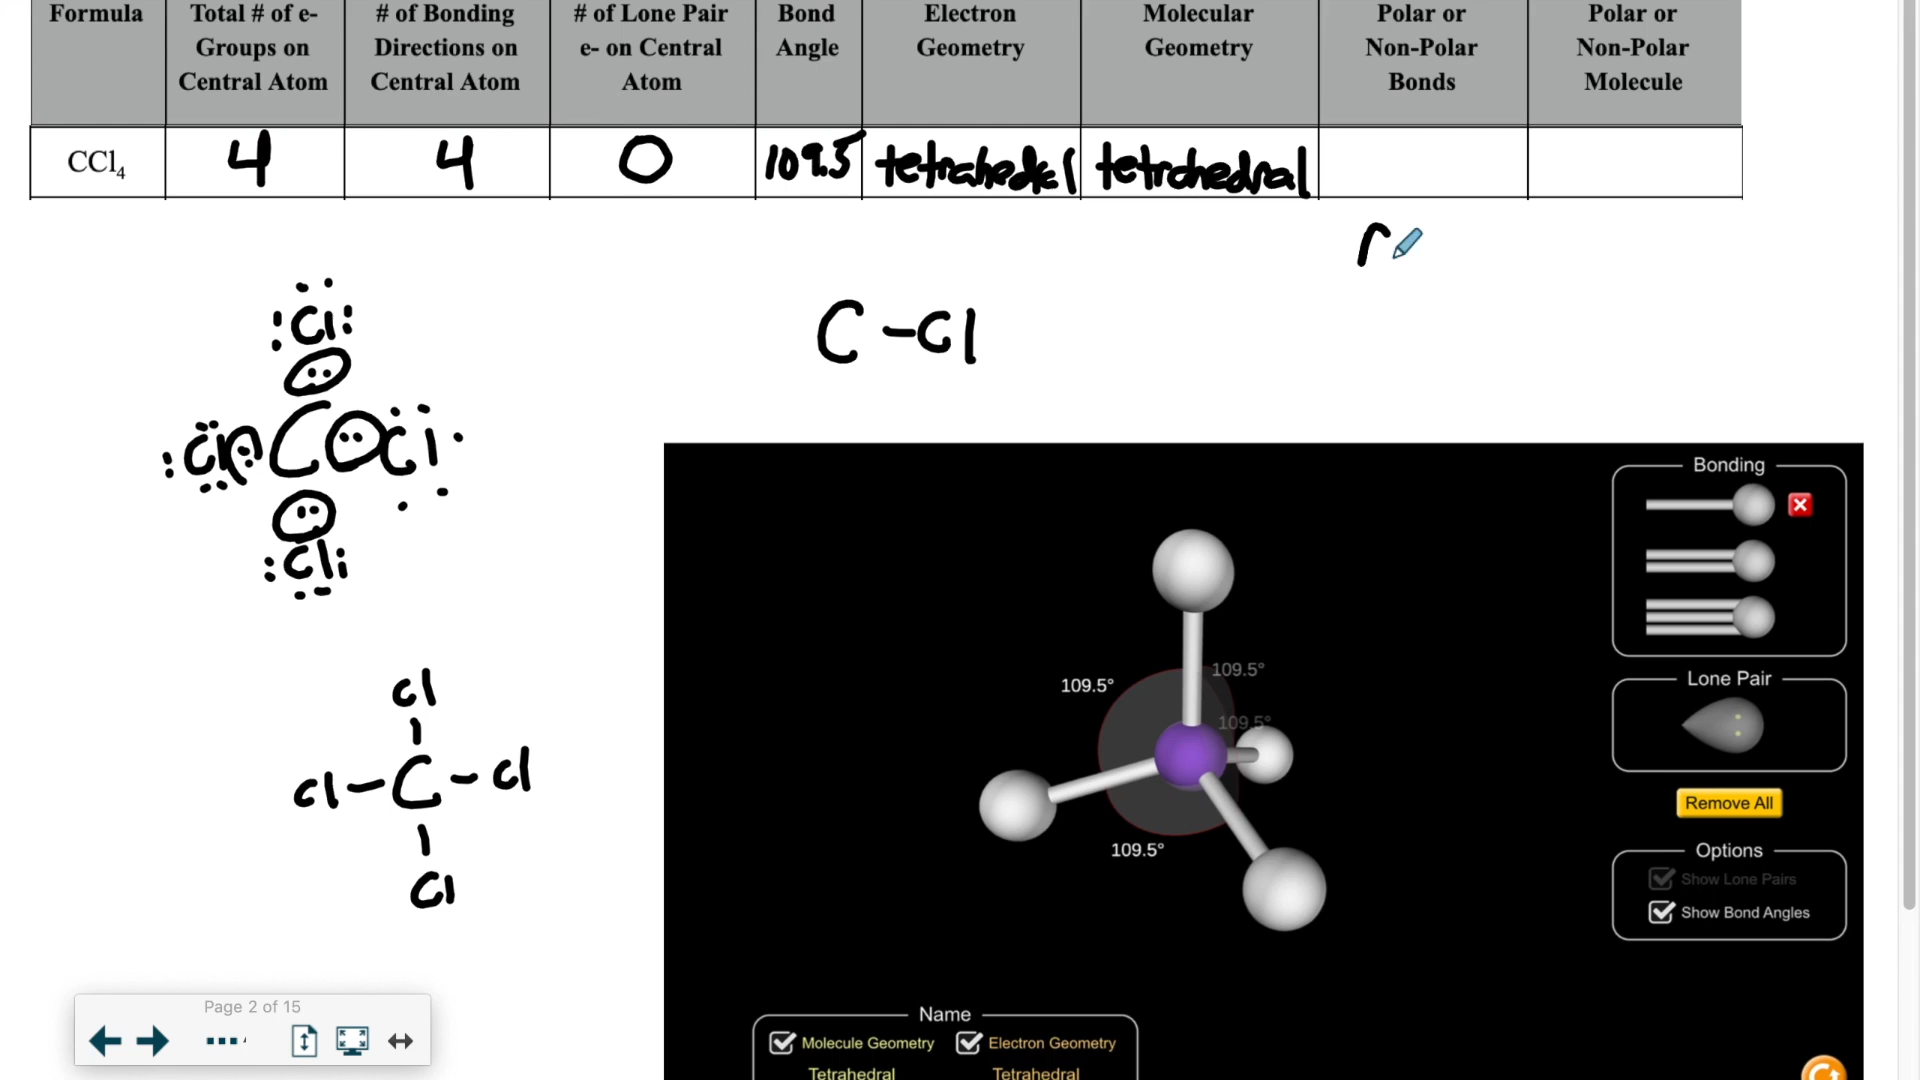 Formula
Total # of e-
Groups on
Central Atom
# of Bonding
Directions on
Central Atom
# of Lone Pair
e- on Central
Atom
Bond
Angle
Electron
Geometry
Molecular
Geometry
Polar or
Non-Polar
Bonds
Polar or
Non-Polar
Molecule
CCl₄
4
4
0
109.5
tetrahedral
tetrahedral
C-Cl
Cl
Cl C Cl
Cl
Cl
Cl-C-Cl
Cl
Bonding
Lone Pair
Remove All
Options
Show Lone Pairs
Show Bond Angles
109.5°
109.5°
109.5°
109.5°
Name
Molecule Geometry
Electron Geometry
Tetrahedral
Tetrahedral
Page 2 of 15